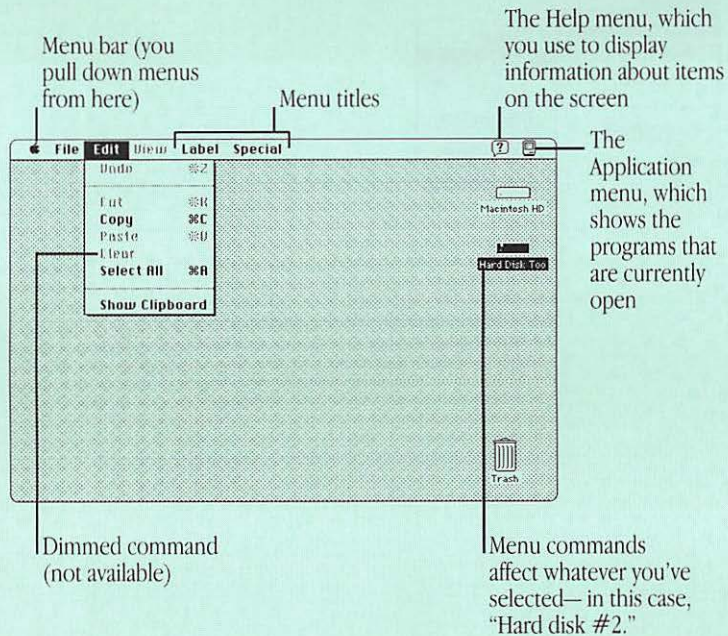 Menu bar (you
pull down menus
from here)
Menu titles
The Help menu, which
you use to display
information about items
on the screen
File Edit View Label Special
?
Undo ⌘Z
Cut ⌘X
Copy ⌘C
Paste ⌘V
Clear
Select All ⌘A
Show Clipboard
Macintosh HD
Hard Disk Too
Trash
The
Application
menu, which
shows the
programs that
are currently
open
Dimmed command
(not available)
Menu commands
affect whatever you've
selected— in this case,
"Hard disk #2."